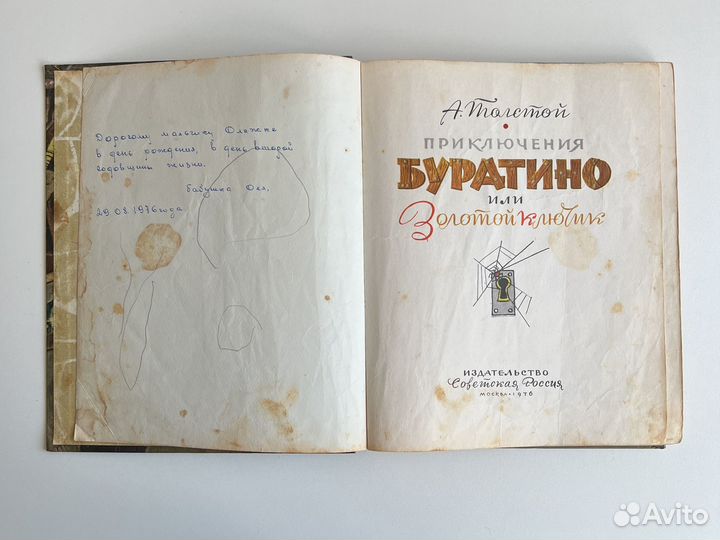 Дорогому мальчику Олежке
в день рождения, в день второй
годовщины жизни.
бабушка Оля,
29.08.1976 года.
А. Толстой
ПРИКЛЮЧЕНИЯ
БУРАТИНО
ИЛИ
Золотой ключик
ИЗДАТЕЛЬСТВО
Советская Россия
МОСКВА • 1976
Avito